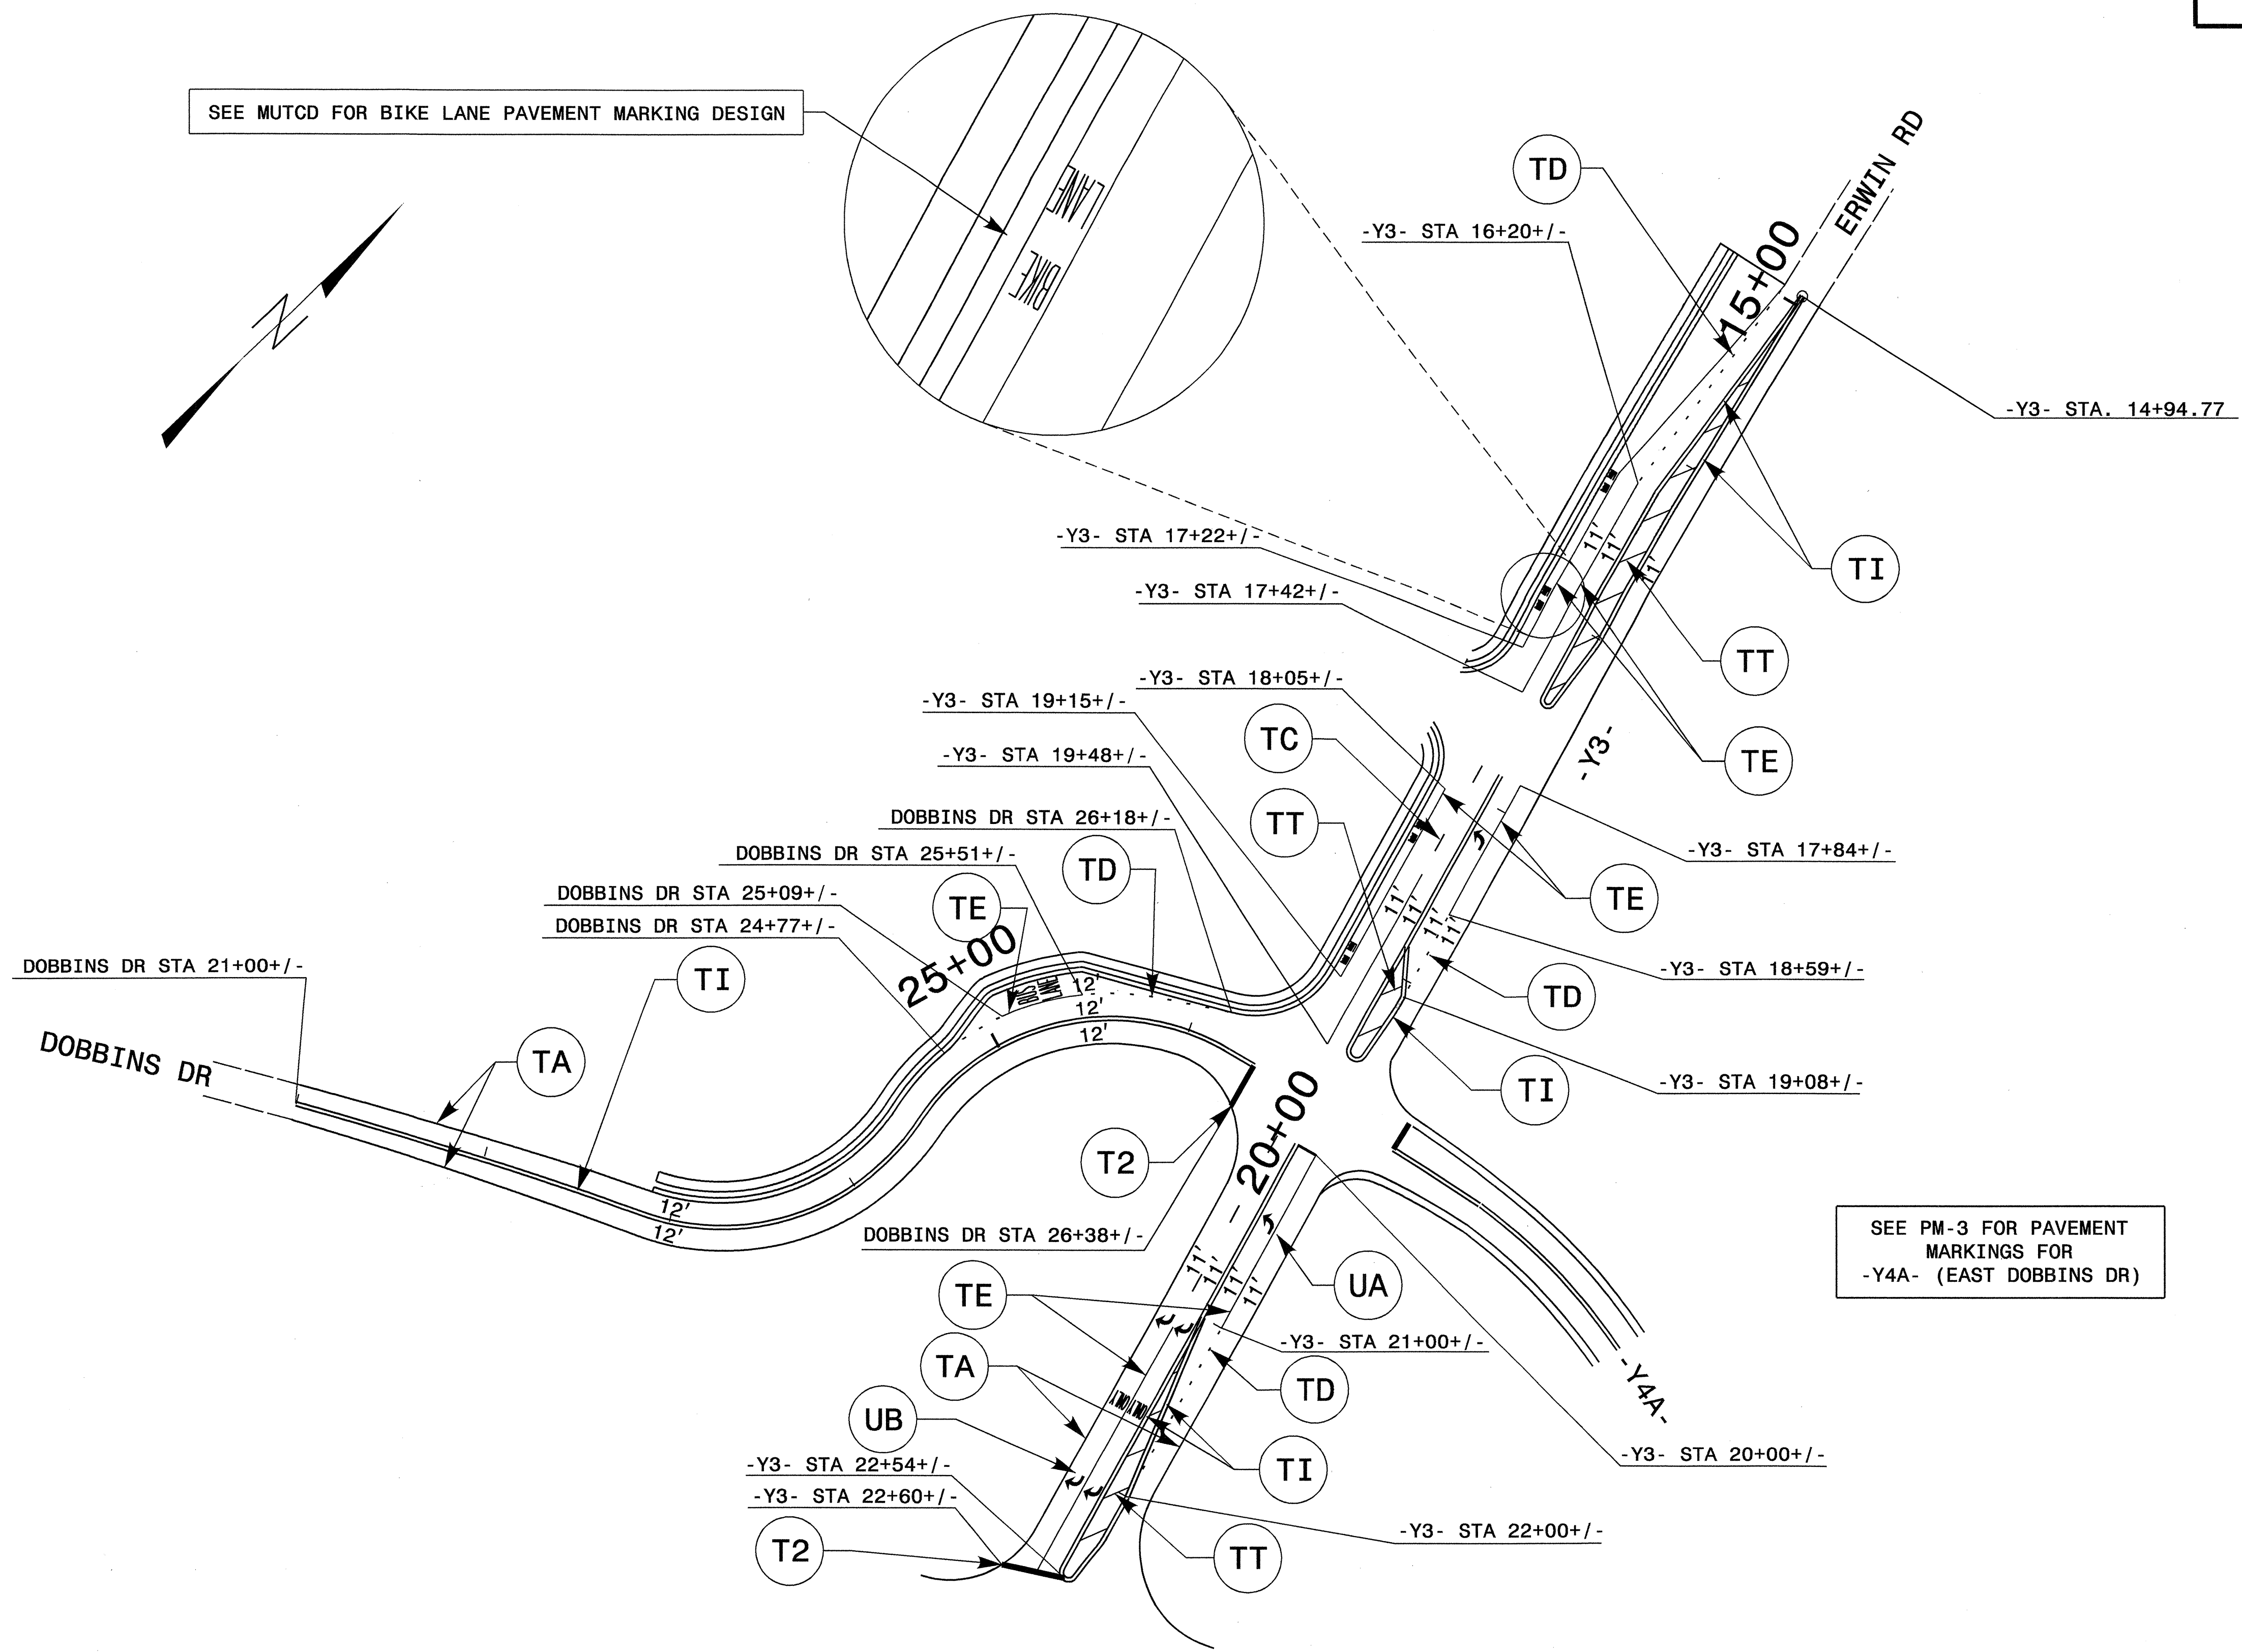 SEE MUTCD FOR BIKE LANE PAVEMENT MARKING DESIGN
LANE
BIKE
TD
ERWIN RD
-Y3- STA 16+20+/-
15+00
N
-Y3- STA. 14+94.77
11'
11'
11'
-Y3- STA 17+22+/-
TI
-Y3- STA 17+42+/-
TT
-Y3- STA 18+05+/-
-Y3- STA 19+15+/-
TC
-Y3-
TE
-Y3- STA 19+48+/-
DOBBINS DR STA 26+18+/-
TT
DOBBINS DR STA 25+51+/-
TD
-Y3- STA 17+84+/-
DOBBINS DR STA 25+09+/-
TE
TE
11'
11'
11'
11'
DOBBINS DR STA 24+77+/-
25+00
DOBBINS DR STA 21+00+/-
TI
BUS
12'
12'
12'
-Y3- STA 18+59+/-
TD
DOBBINS DR
TA
TI
-Y3- STA 19+08+/-
20+00
T2
12'
12'
DOBBINS DR STA 26+38+/-
SEE PM-3 FOR PAVEMENT
MARKINGS FOR
-Y4A- (EAST DOBBINS DR)
11'
11'
11'
11'
TE
UA
-Y3- STA 21+00+/-
TA
TD
-Y4A-
ONLY
ONLY
UB
-Y3- STA 22+54+/-
TI
-Y3- STA 20+00+/-
-Y3- STA 22+60+/-
T2
TT
-Y3- STA 22+00+/-